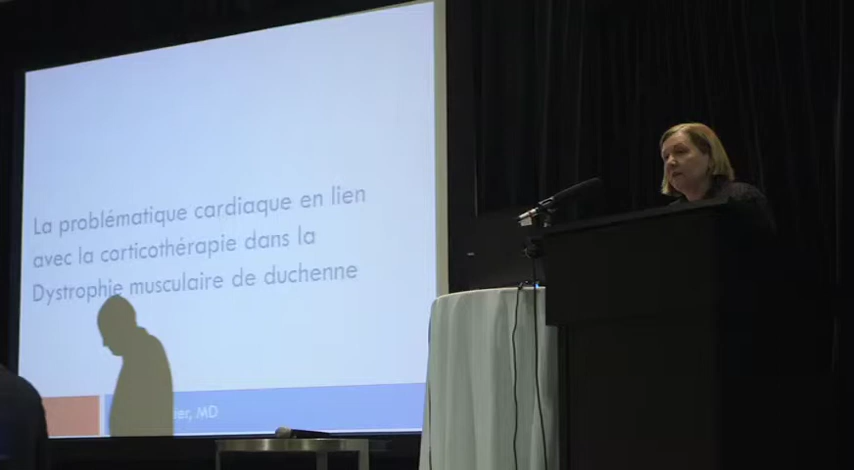 La problématique cardiaque en lien
avec la corticothérapie dans la
Dystrophie musculaire de duchenne
MD